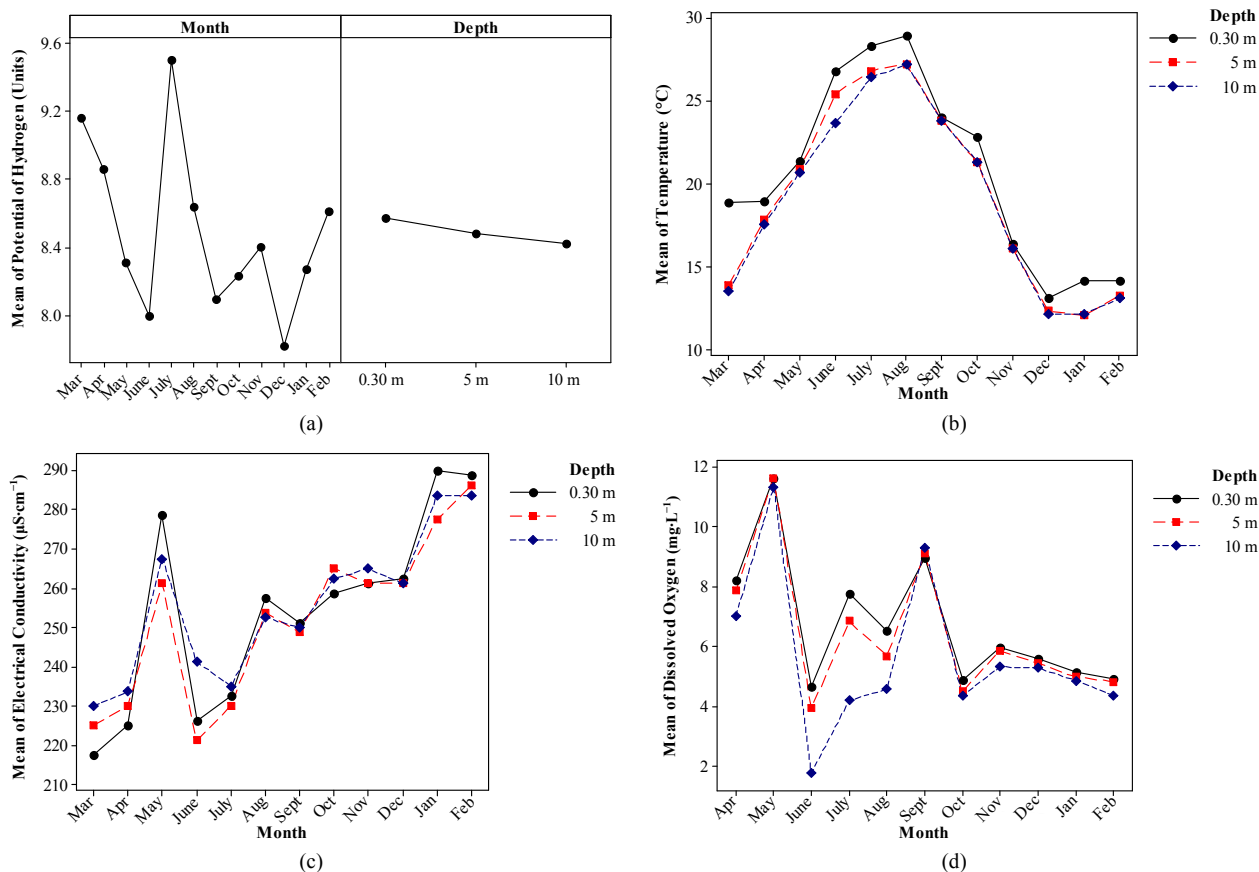 Month
Depth
Mean of Potential of Hydrogen (Units)
9.6
9.2
8.8
8.4
8.0
Mar Apr May June July Aug Sept Oct Nov Dec Jan Feb
0.30 m 5 m 10 m
(a)
Mean of Temperature (°C)
30
25
20
15
10
Mar Apr May June July Aug Sept Oct Nov Dec Jan Feb
Month
Depth
0.30 m
5 m
10 m
(b)
Mean of Electrical Conductivity (μS·cm⁻¹)
290
280
270
260
250
240
230
220
210
Mar Apr May June July Aug Sept Oct Nov Dec Jan Feb
Month
Depth
0.30 m
5 m
10 m
(c)
Mean of Dissolved Oxygen (mg·L⁻¹)
12
10
8
6
4
2
Apr May June July Aug Sept Oct Nov Dec Jan Feb
Month
Depth
0.30 m
5 m
10 m
(d)